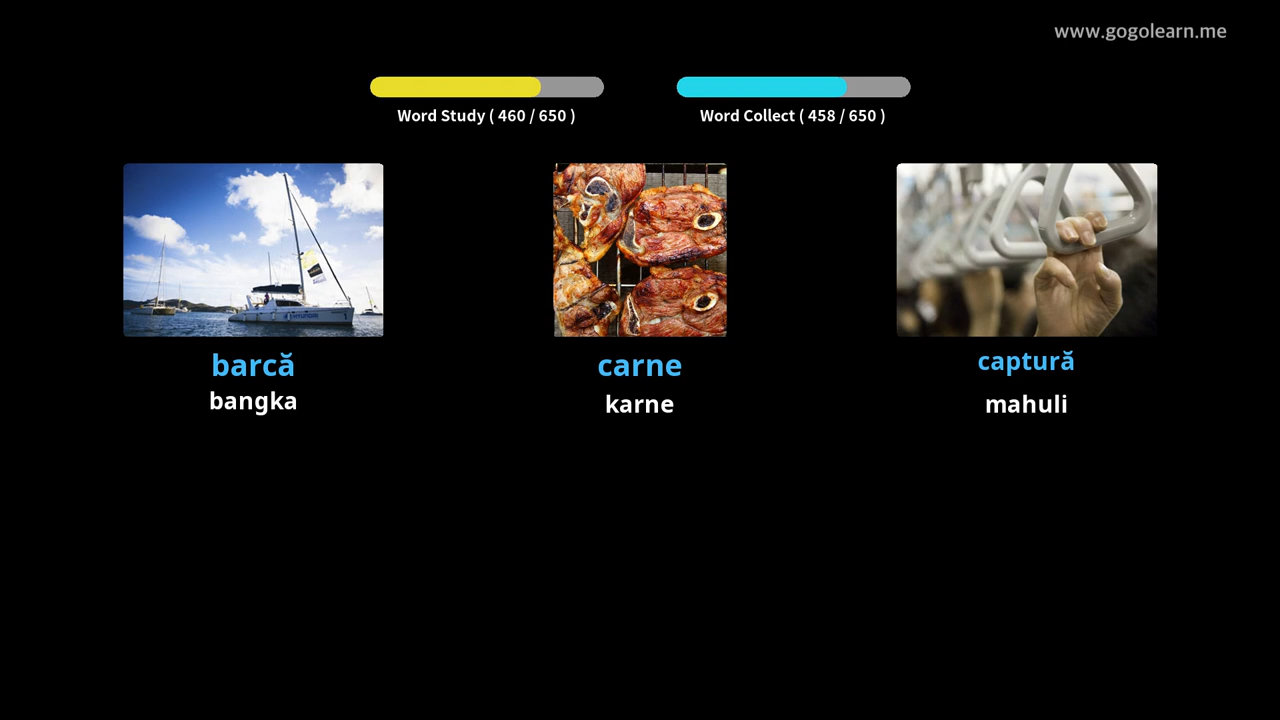 www.gogolearn.me
Word Study ( 460 / 650 )
Word Collect ( 458 / 650 )
barcă
carne
captură
bangka
karne
mahuli